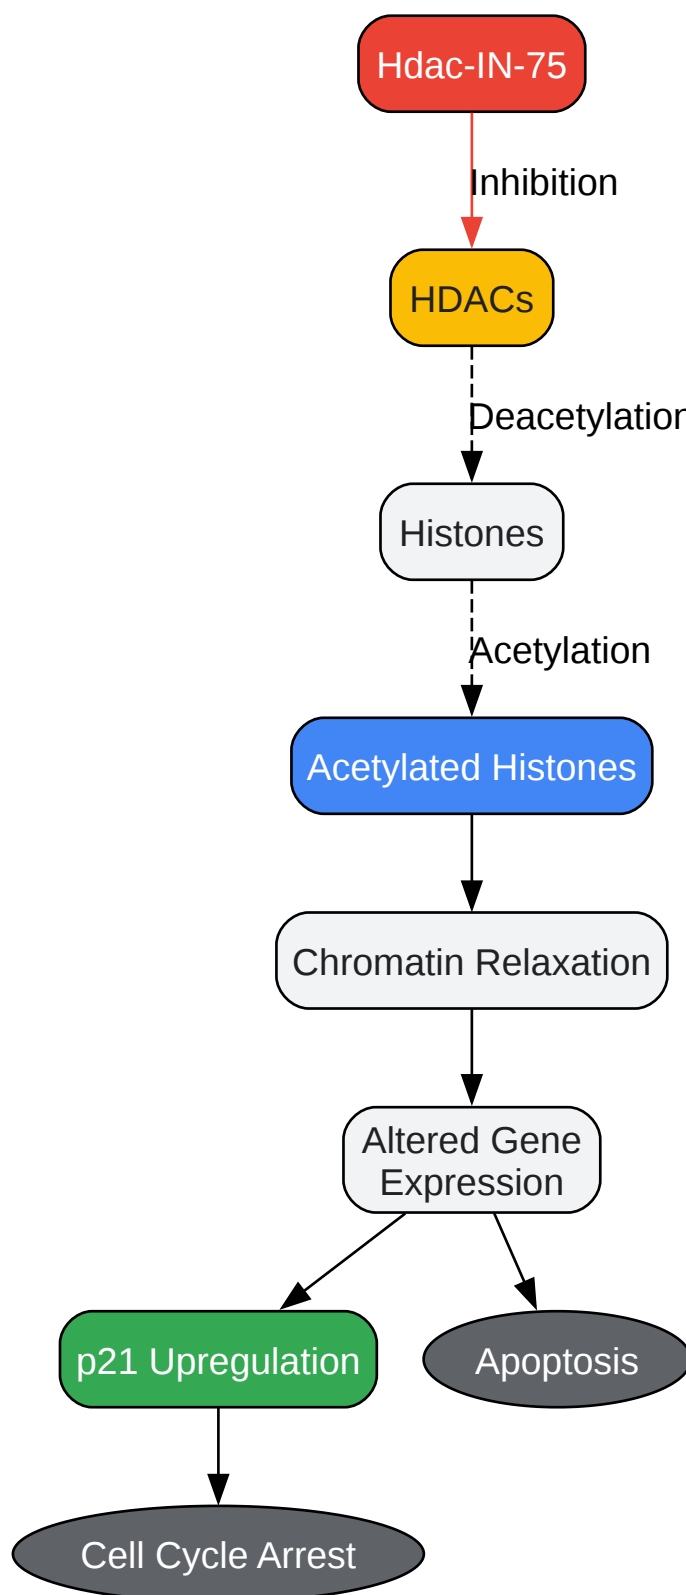 Hdac-IN-75
Inhibition
HDACs
Deacetylation
Histones
Acetylation
Acetylated Histones
Chromatin Relaxation
Altered Gene
Expression
p21 Upregulation
Apoptosis
Cell Cycle Arrest